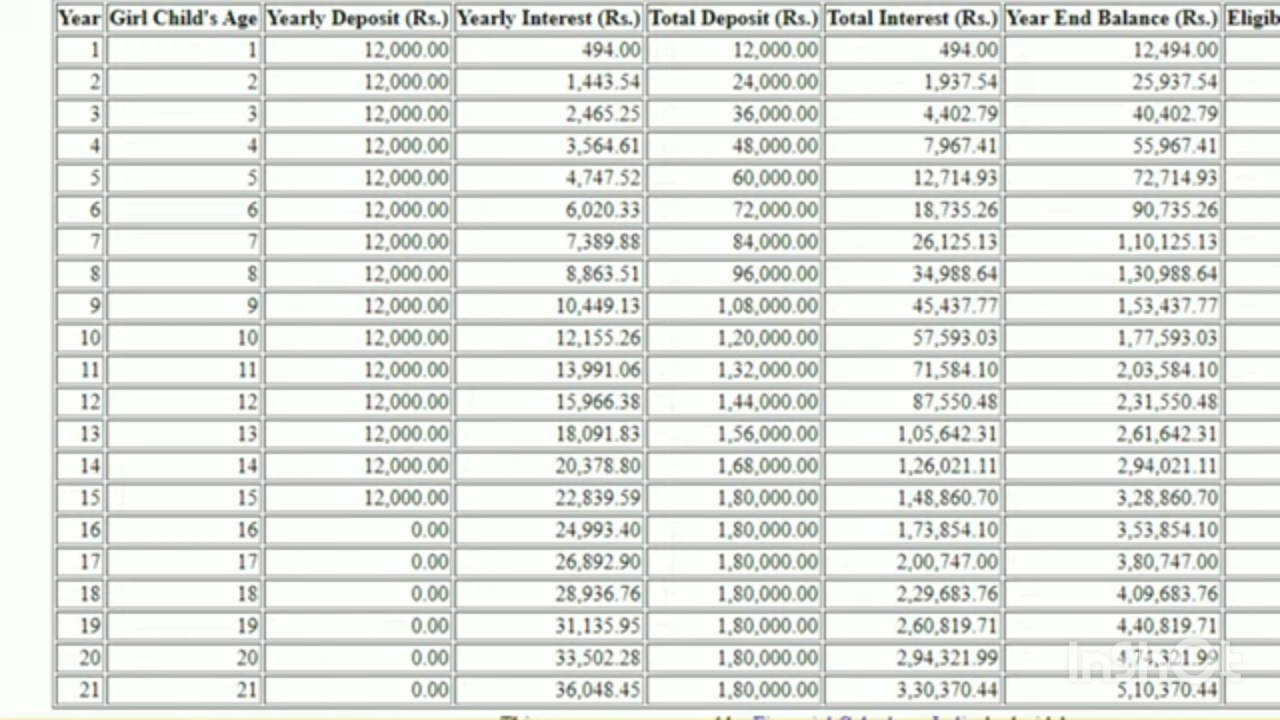 Year Girl Child's Age Yearly Deposit (Rs.) Yearly Interest (Rs.) Total Deposit (Rs.) Total Interest (Rs.) Year End Balance (Rs.) Eligib
1 1 12,000.00 494.00 12,000.00 494.00 12,494.00
2 2 12,000.00 1,443.54 24,000.00 1,937.54 25,937.54
3 3 12,000.00 2,465.25 36,000.00 4,402.79 40,402.79
4 4 12,000.00 3,564.61 48,000.00 7,967.41 55,967.41
5 5 12,000.00 4,747.52 60,000.00 12,714.93 72,714.93
6 6 12,000.00 6,020.33 72,000.00 18,735.26 90,735.26
7 7 12,000.00 7,389.88 84,000.00 26,125.13 1,10,125.13
8 8 12,000.00 8,863.51 96,000.00 34,988.64 1,30,988.64
9 9 12,000.00 10,449.13 1,08,000.00 45,437.77 1,53,437.77
10 10 12,000.00 12,155.26 1,20,000.00 57,593.03 1,77,593.03
11 11 12,000.00 13,991.06 1,32,000.00 71,584.10 2,03,584.10
12 12 12,000.00 15,966.38 1,44,000.00 87,550.48 2,31,550.48
13 13 12,000.00 18,091.83 1,56,000.00 1,05,642.31 2,61,642.31
14 14 12,000.00 20,378.80 1,68,000.00 1,26,021.11 2,94,021.11
15 15 12,000.00 22,839.59 1,80,000.00 1,48,860.70 3,28,860.70
16 16 0.00 24,993.40 1,80,000.00 1,73,854.10 3,53,854.10
17 17 0.00 26,892.90 1,80,000.00 2,00,747.00 3,80,747.00
18 18 0.00 28,936.76 1,80,000.00 2,29,683.76 4,09,683.76
19 19 0.00 31,135.95 1,80,000.00 2,60,819.71 4,40,819.71
20 20 0.00 33,502.28 1,80,000.00 2,94,321.99 4,74,321.99
21 21 0.00 36,048.45 1,80,000.00 3,30,370.44 5,10,370.44
InShOt